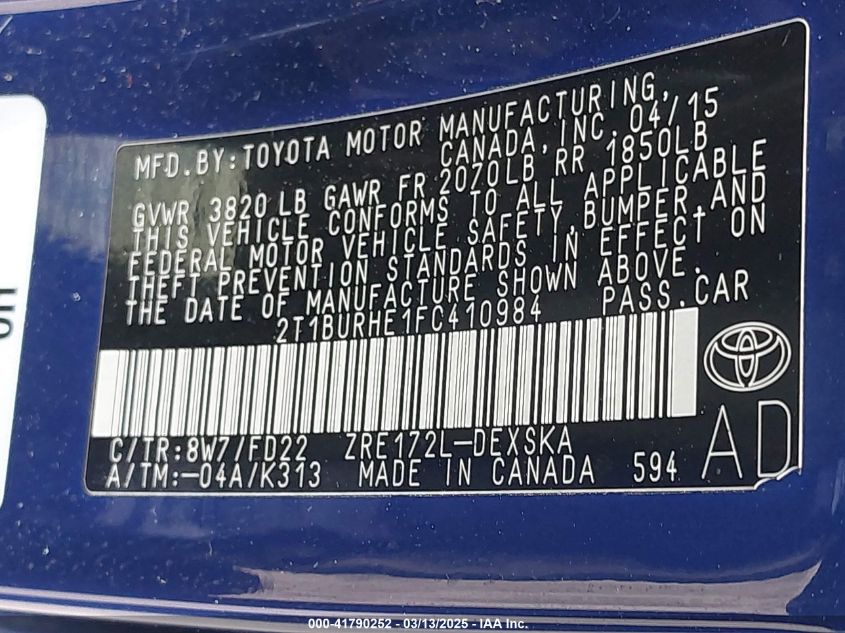 MFD.BY:TOYOTA MOTOR MANUFACTURING,
CANADA, INC. 04/15
GVWR 3820 LB GAWR FR 2070LB RR 1850LB
THIS VEHICLE CONFORMS TO ALL APPLICABLE
FEDERAL MOTOR VEHICLE SAFETY,BUMPER,AND
THEFT PREVENTION STANDARDS IN EFFECT ON
THE DATE OF MANUFACTURE SHOWN ABOVE.
2T1BURHE1FC410984 PASS.CAR
C/TR:8W7/FD22 ZRE172L-DEXSKA
A/TM:-04A/K313 MADE IN CANADA 594
AD
000-41790252 - 03/13/2025 - IAA Inc.